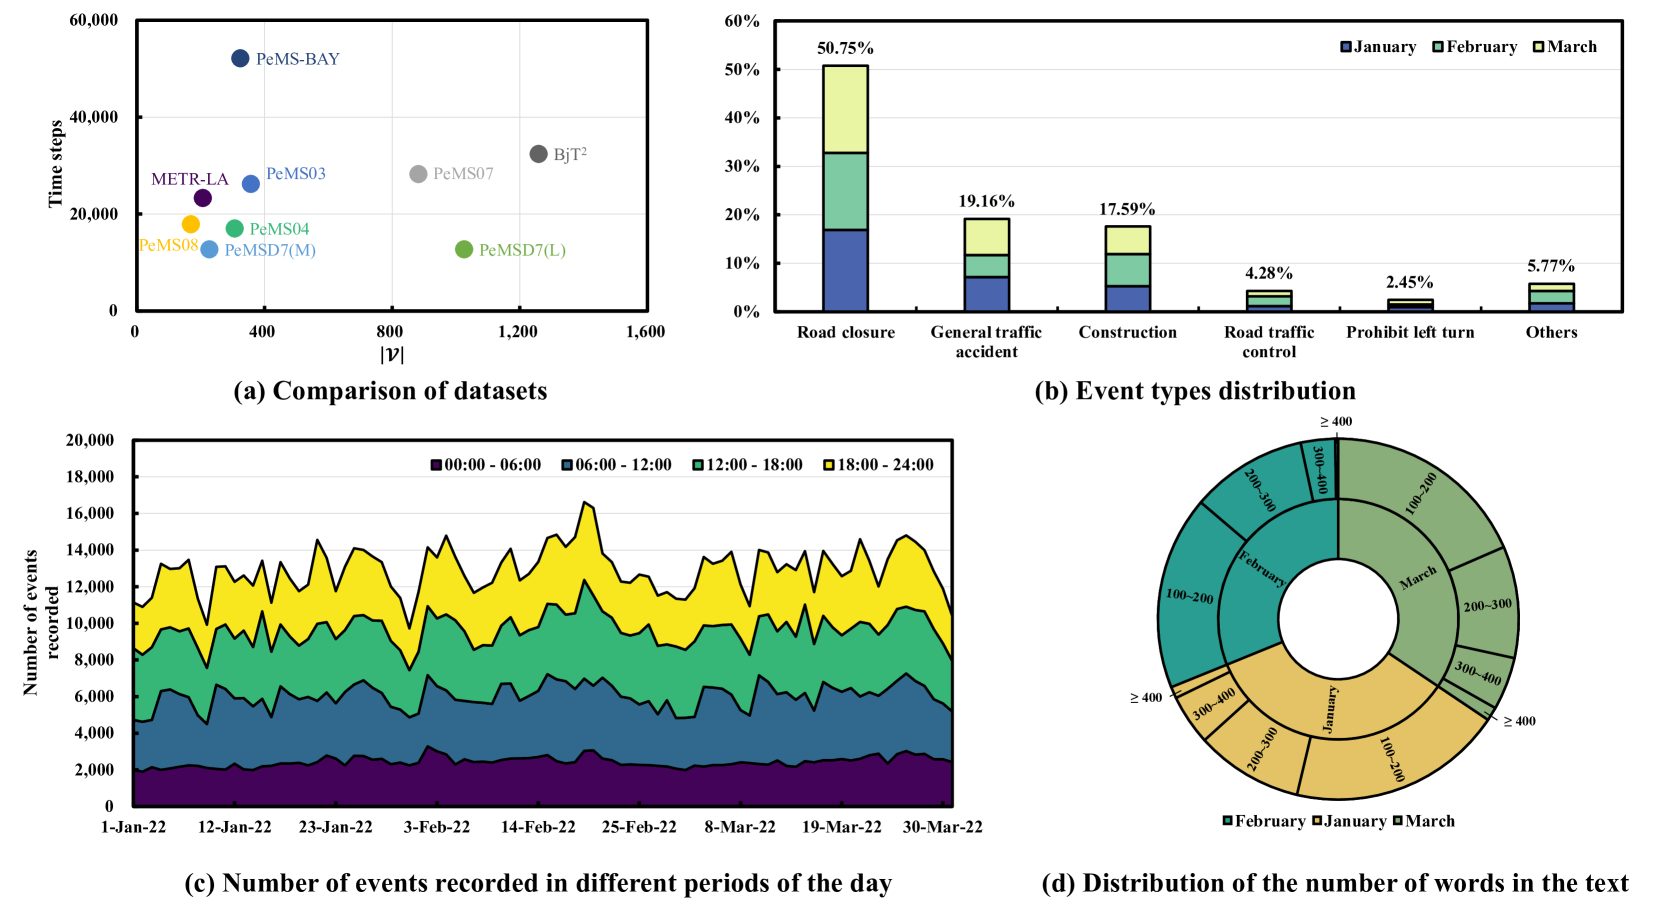 60,000
40,000
20,000
0
Time steps
PeMS-BAY
BjT²
PeMS07
PeMS03
METR-LA
PeMS08
PeMS04
PeMSD7(M)
PeMSD7(L)
0 400 800 1,200 1,600
|𝒱|
(a) Comparison of datasets
60%
50%
40%
30%
20%
10%
0%
January February March
50.75%
19.16%
17.59%
4.28%
2.45%
5.77%
Road closure
General traffic
accident
Construction
Road traffic
control
Prohibit left turn
Others
(b) Event types distribution
20,000
18,000
16,000
14,000
12,000
10,000
8,000
6,000
4,000
2,000
0
Number of events
recorded
00:00 - 06:00 06:00 - 12:00 12:00 - 18:00 18:00 - 24:00
1-Jan-22 12-Jan-22 23-Jan-22 3-Feb-22 14-Feb-22 25-Feb-22 8-Mar-22 19-Mar-22 30-Mar-22
(c) Number of events recorded in different periods of the day
≥ 400
300~400
200~300
100~200
February
100~200
March
200~300
300~400
≥ 400
≥ 400
300~400
200~300
January
100~200
February January March
(d) Distribution of the number of words in the text